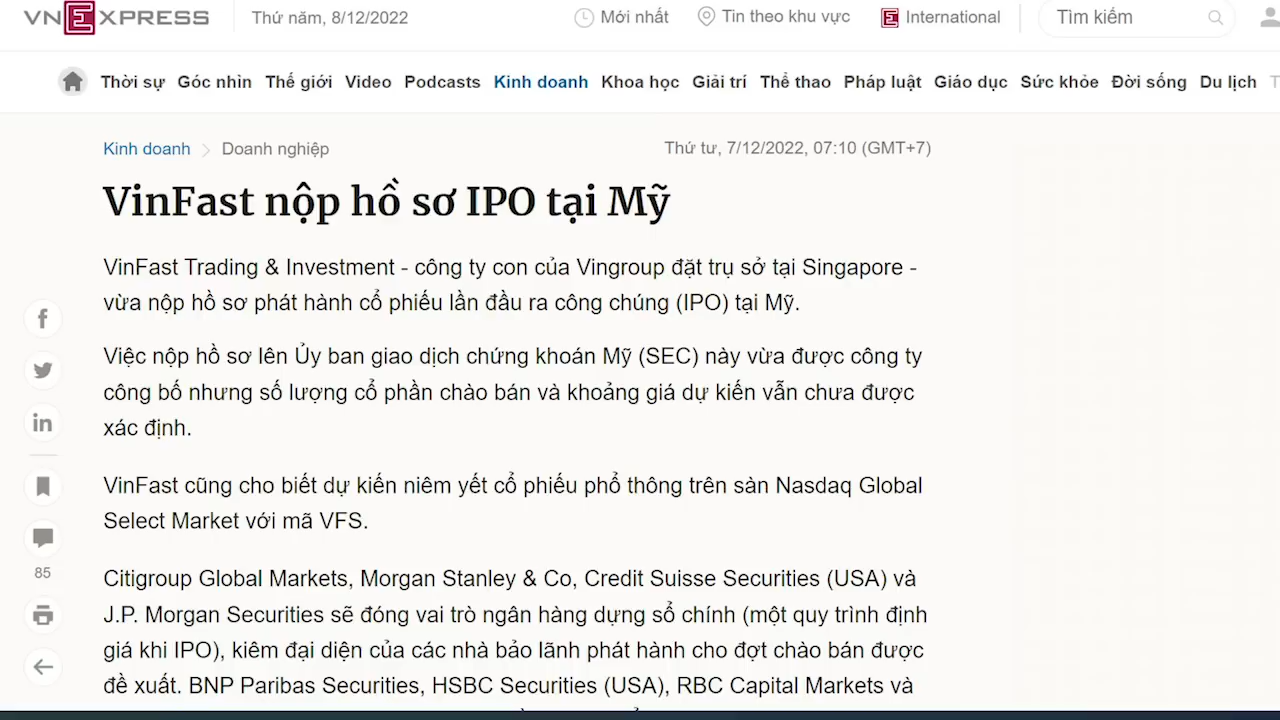 VNEXPRESS Thứ năm, 8/12/2022 Mới nhất Tin theo khu vực E International Tìm kiếm
Thời sự Góc nhìn Thế giới Video Podcasts Kinh doanh Khoa học Giải trí Thể thao Pháp luật Giáo dục Sức khỏe Đời sống Du lịch
Kinh doanh Doanh nghiệp Thứ tư, 7/12/2022, 07:10 (GMT+7)
VinFast nộp hồ sơ IPO tại Mỹ
VinFast Trading & Investment - công ty con của Vingroup đặt trụ sở tại Singapore -
vừa nộp hồ sơ phát hành cổ phiếu lần đầu ra công chúng (IPO) tại Mỹ.
Việc nộp hồ sơ lên Ủy ban giao dịch chứng khoán Mỹ (SEC) này vừa được công ty
công bố nhưng số lượng cổ phần chào bán và khoảng giá dự kiến vẫn chưa được
xác định.
VinFast cũng cho biết dự kiến niêm yết cổ phiếu phổ thông trên sàn Nasdaq Global
Select Market với mã VFS.
85
Citigroup Global Markets, Morgan Stanley & Co, Credit Suisse Securities (USA) và
J.P. Morgan Securities sẽ đóng vai trò ngân hàng dựng sổ chính (một quy trình định
giá khi IPO), kiêm đại diện của các nhà bảo lãnh phát hành cho đợt chào bán được
đề xuất. BNP Paribas Securities, HSBC Securities (USA), RBC Capital Markets và